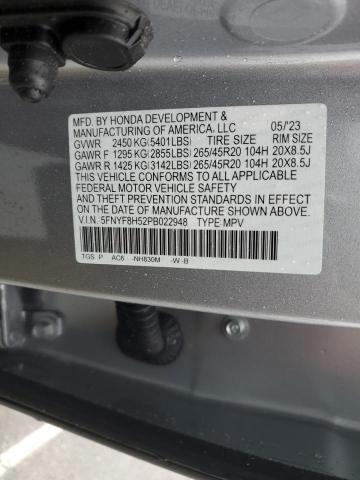 MFD. BY HONDA DEVELOPMENT & 05/'23
MANUFACTURING OF AMERICA, LLC TIRE SIZE RIM SIZE
GVWR 2450 KG(5401LBS)
GAWR F 1295 KG(2855LBS) 265/45R20 104H 20X8.5J
GAWR R 1425 KG(3142LBS) 265/45R20 104H 20X8.5J
THIS VEHICLE CONFORMS TO ALL APPLICABLE
FEDERAL MOTOR VEHICLE SAFETY
AND THEFT PREVENTION STANDARDS IN EFFECT
ON THE DATE OF MANUFACTURE SHOWN ABOVE.
V.I.N. 5FNYF8H52PB022948 TYPE:MPV
TGS P AC6 -NH830M -W-B